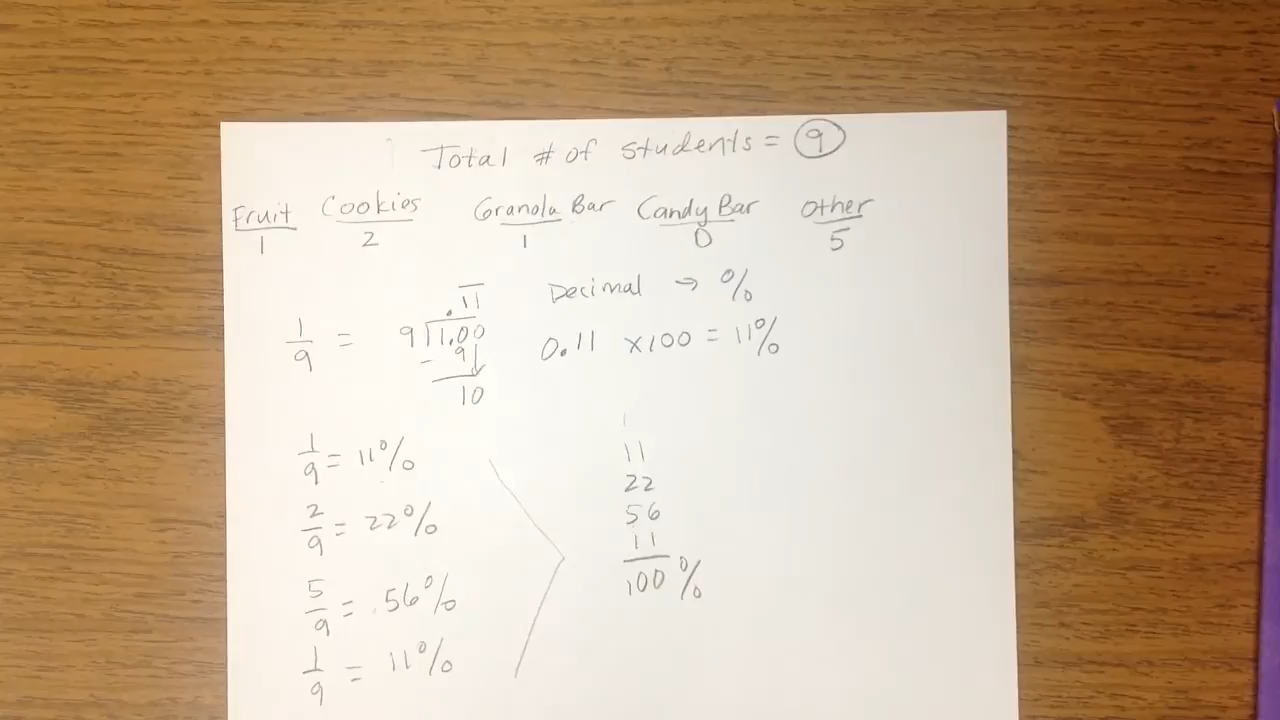 Total # of students = 9
Fruit Cookies Granola Bar Candy Bar Other
1 2 1 0 5
.11 Decimal → %
1/9 = 9 1.00 0.11 x100 = 11%
- 9
10
1/9 = 11%
2/9 = 22%
5/9 = .56%
1/9 = 11%
1
11
22
56
11
100%